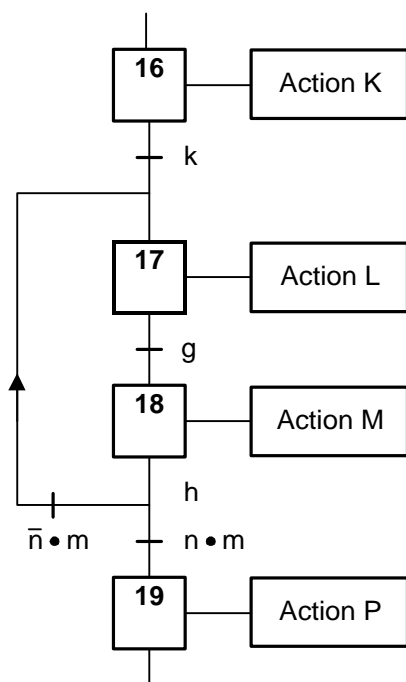 16
Action K
k
17
Action L
g
18
Action M
h
n̅ • m
n • m
19
Action P